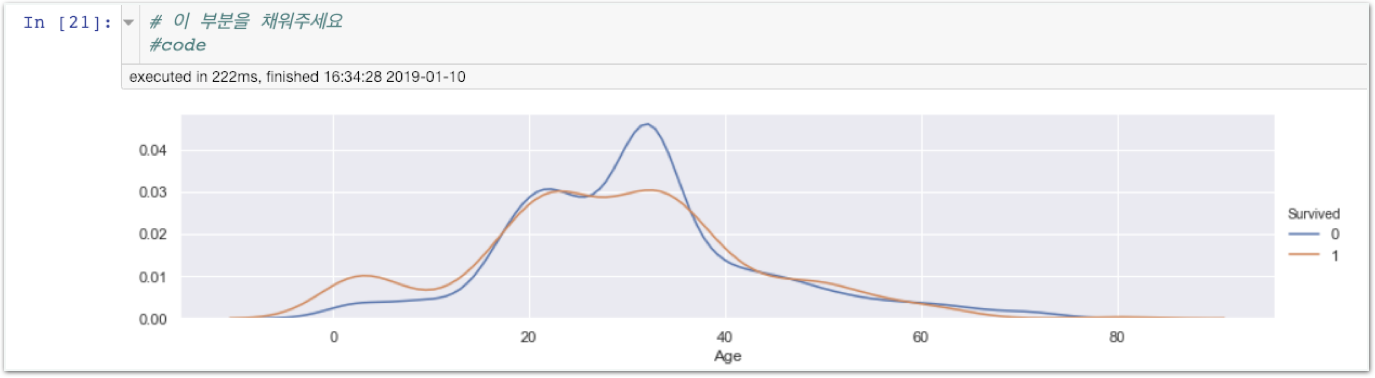 In [21]:
# 이 부분을 채워주세요
#code
executed in 222ms, finished 16:34:28 2019-01-10
0.04
0.03
0.02
0.01
0.00
0 20 40 60 80
Age
Survived
0
1